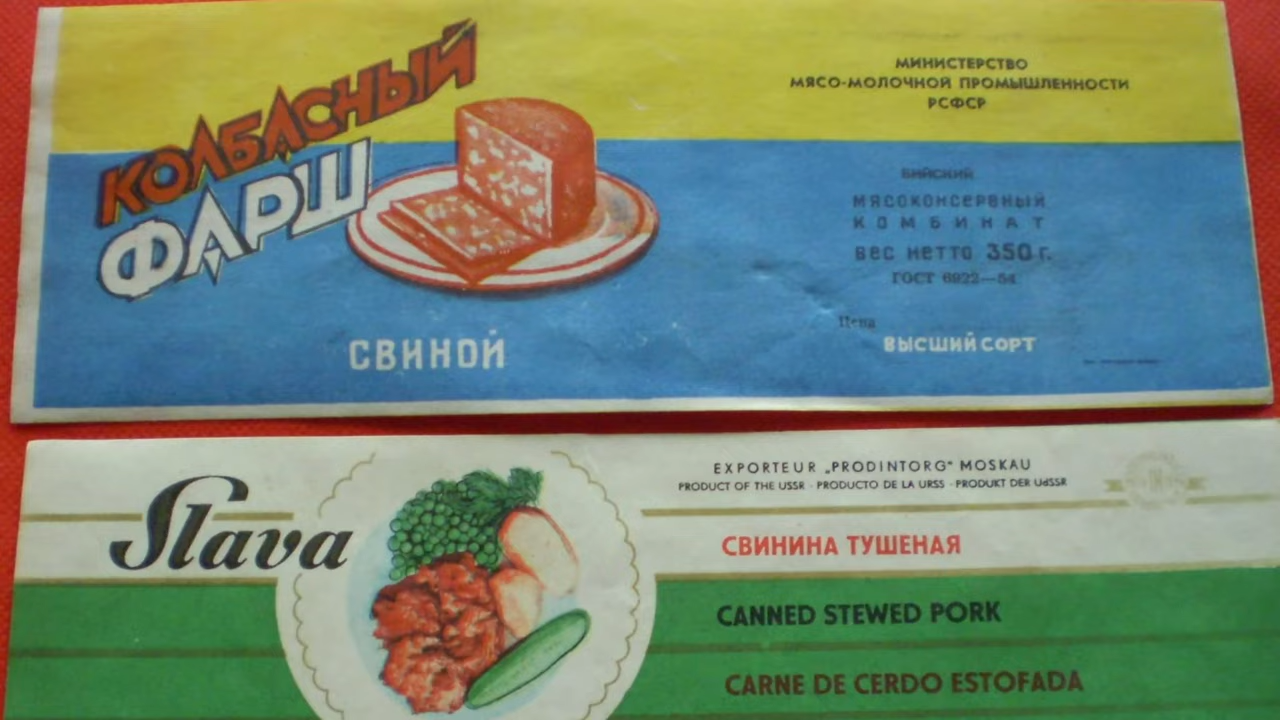 КОЛБАСНЫЙ
ФАРШ
СВИНОЙ
МИНИСТЕРСТВО
МЯСО-МОЛОЧНОЙ ПРОМЫШЛЕННОСТИ
РСФСР
БИЙСКИЙ
МЯСОКОНСЕРВНЫЙ
КОМБИНАТ
ВЕС НЕТТО 350 г.
ГОСТ 6922—54
Цена
ВЫСШИЙ СОРТ
Slava
EXPORTEUR „PRODINTORG“ MOSKAU
PRODUCT OF THE USSR · PRODUCTO DE LA URSS · PRODUKT DER UdSSR
СВИНИНА ТУШЕНАЯ
CANNED STEWED PORK
CARNE DE CERDO ESTOFADA